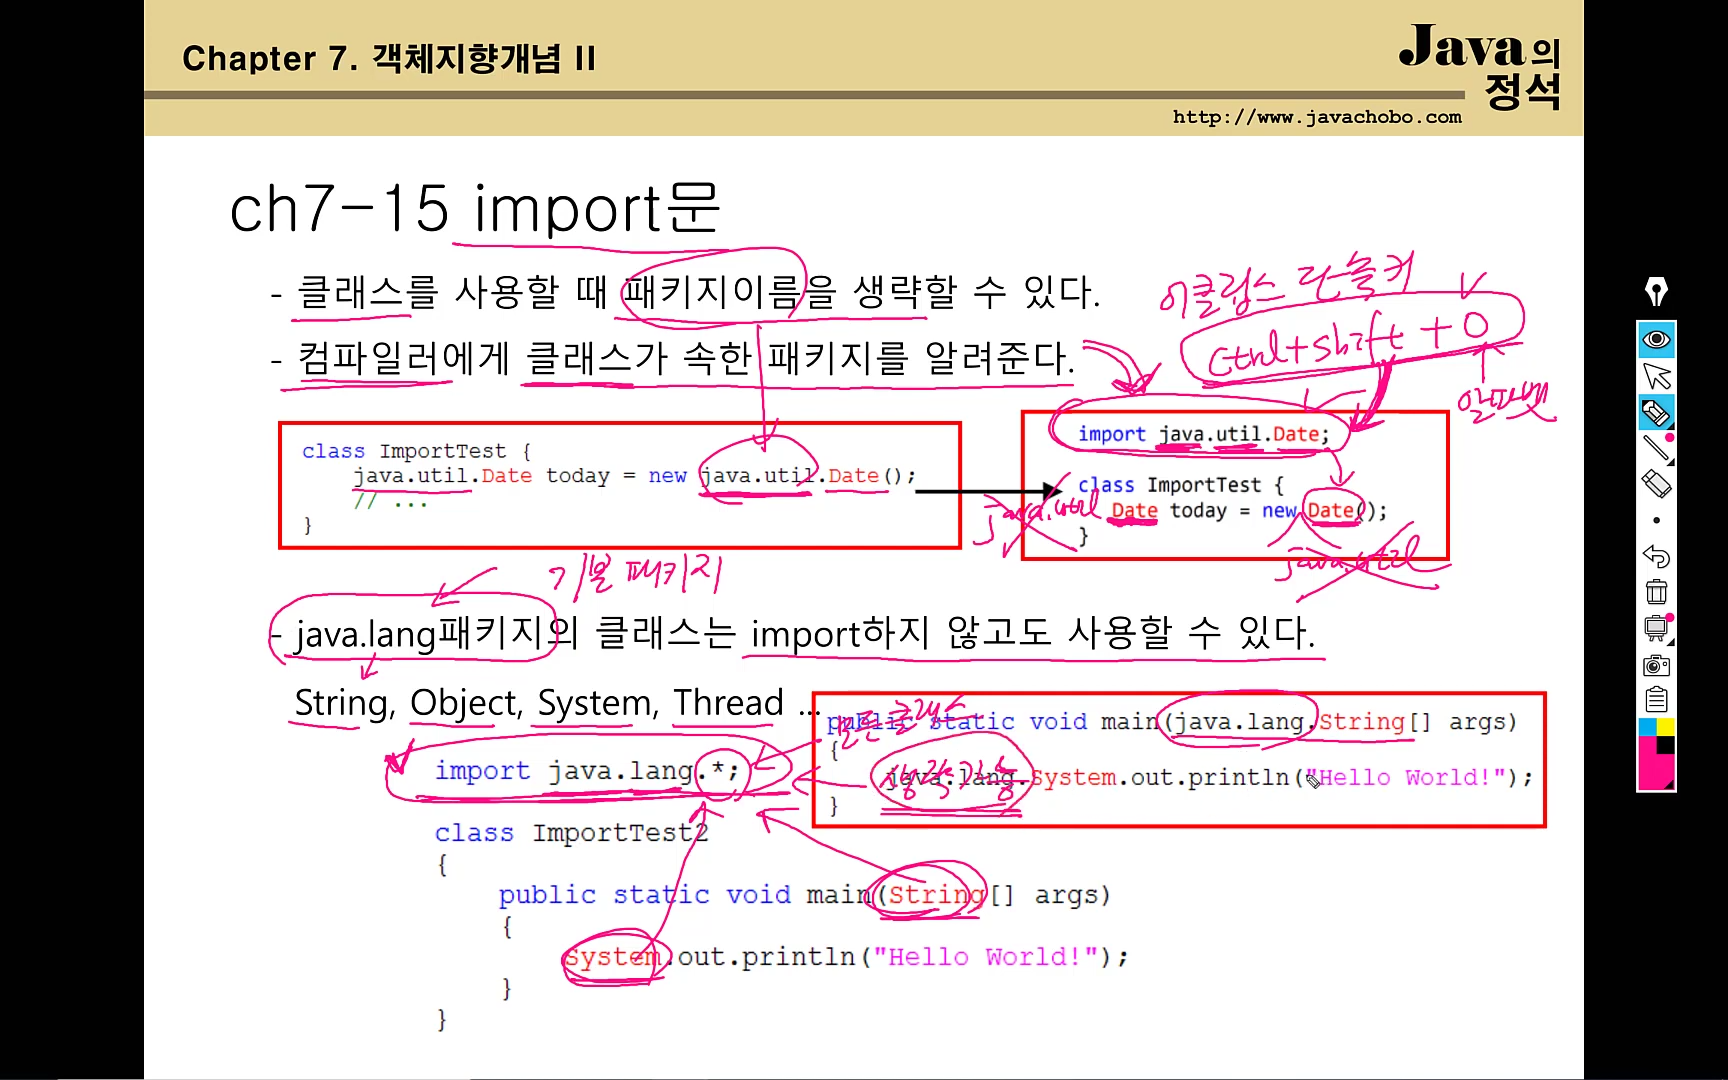 Chapter 7. 객체지향개념 II
Java의
정석
http://www.javachobo.com
ch7-15 import문
- 클래스를 사용할 때 패키지이름을 생략할 수 있다.
이클립스 단축키
ctrl+shift + O
알파벳
- 컴파일러에게 클래스가 속한 패키지를 알려준다.
class ImportTest {
java.util.Date today = new java.util.Date();
// ...
}
import java.util.Date;
class ImportTest {
java.util
Date today = new Date();
java.util
}
기본 패키지
- java.lang패키지의 클래스는 import하지 않고도 사용할 수 있다.
String, Object, System, Thread ...
모든 클래스
public static void main(java.lang.String[] args)
{
생략가능
java.lang.System.out.println("Hello World!");
}
import java.lang.*;
class ImportTest2
{
public static void main(String[] args)
{
System.out.println("Hello World!");
}
}